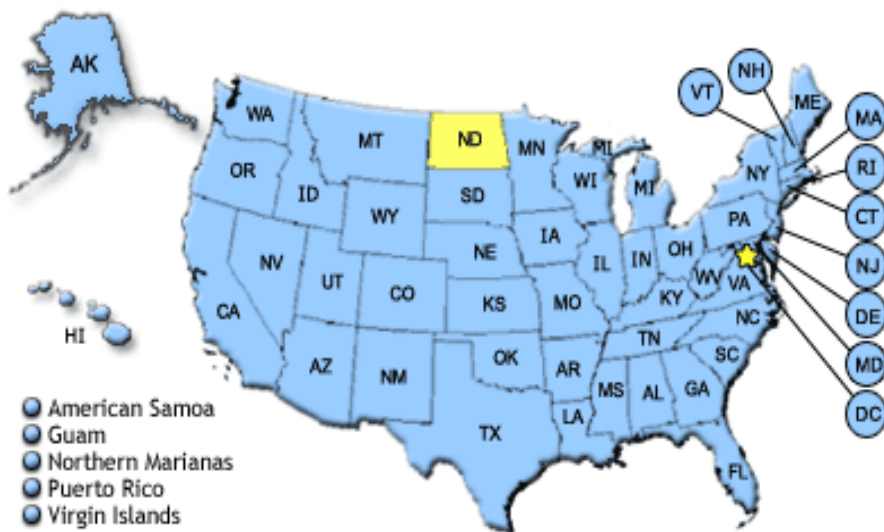 AK
NH
VT
ME
WA
MA
MT
ND
MN
MI
OR
RI
NY
WI
MI
ID
SD
CT
WY
PA
IA
NE
OH
NJ
NV
IL
IN
UT
WV
VA
CO
KS
MO
KY
DE
CA
NC
HI
TN
OK
SC
MD
AZ
NM
AR
MS
AL
GA
DC
American Samoa
LA
TX
Guam
Northern Marianas
FL
Puerto Rico
Virgin Islands